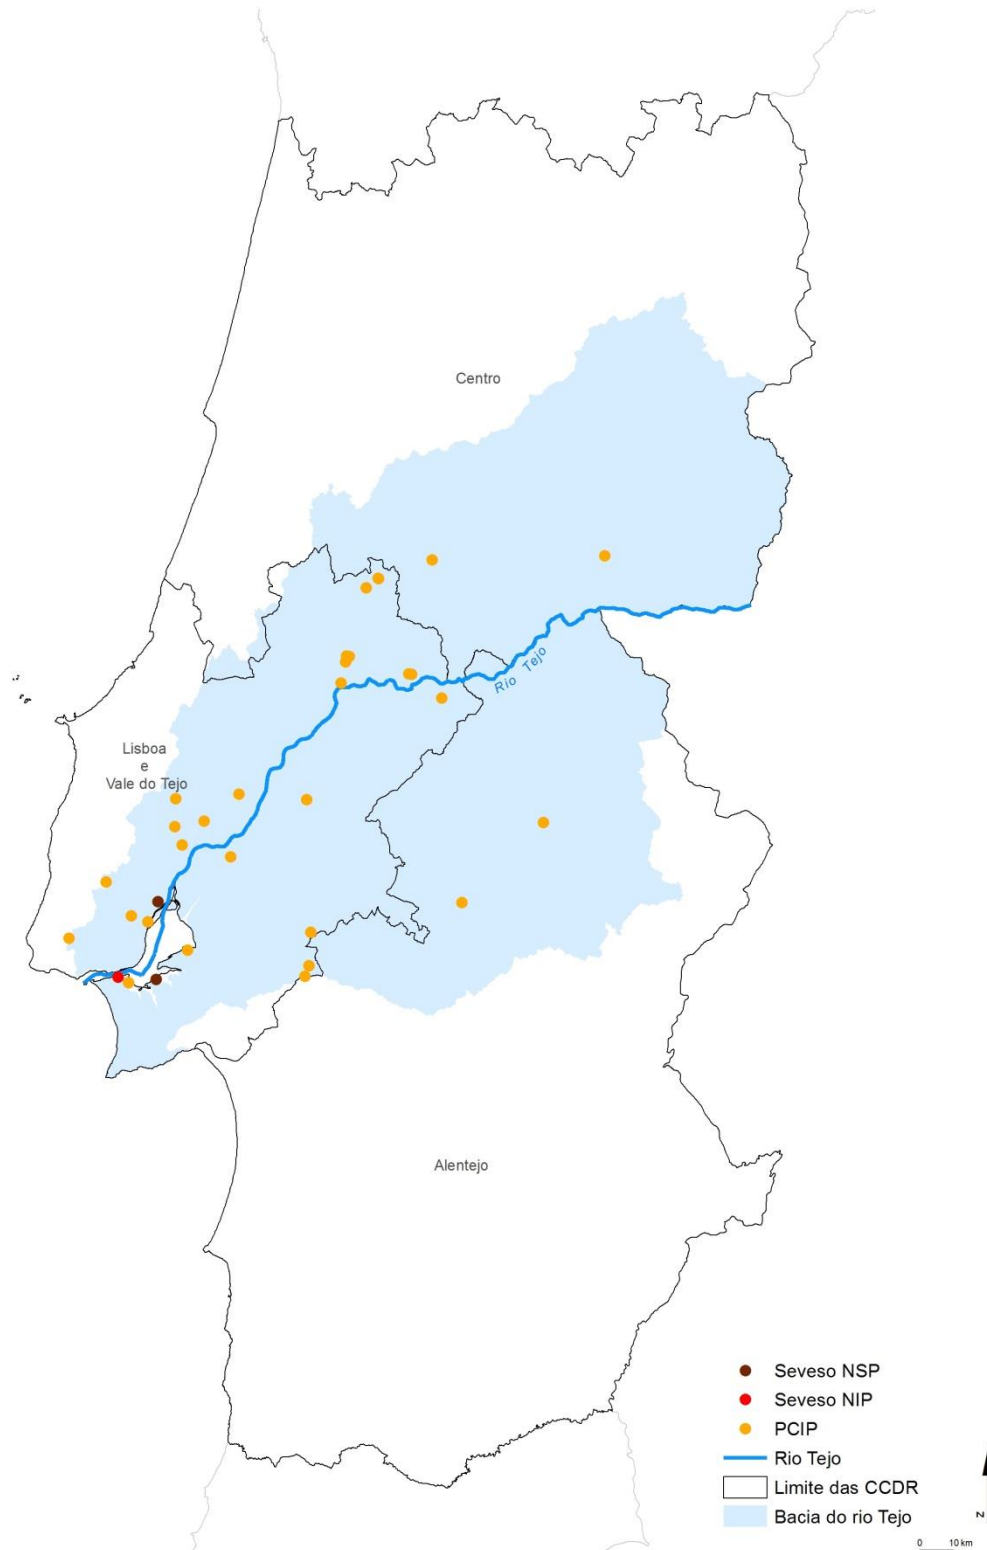 Centro
Rio Tejo
Lisboa
e
Vale do Tejo
Alentejo
Seveso NSP
Seveso NIP
PCIP
Rio Tejo
Limite das CCDR
Bacia do rio Tejo
N
0 10 km